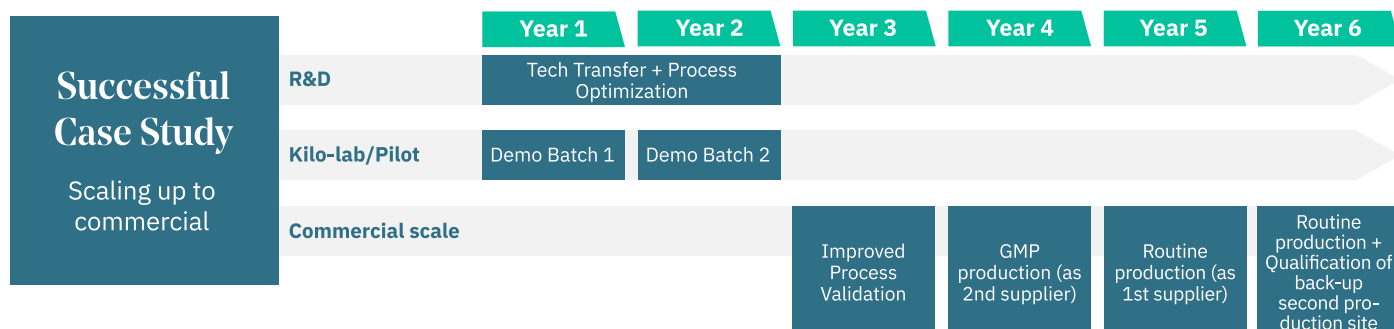 Successful
Case Study
Scaling up to
commercial
Year 1
Year 2
Year 3
Year 4
Year 5
Year 6
R&D
Tech Transfer + Process
Optimization
Kilo-lab/Pilot
Demo Batch 1
Demo Batch 2
Commercial scale
Improved
Process
Validation
GMP
production (as
2nd supplier)
Routine
production (as
1st supplier)
Routine
production +
Qualification of
back-up
second pro-
duction site